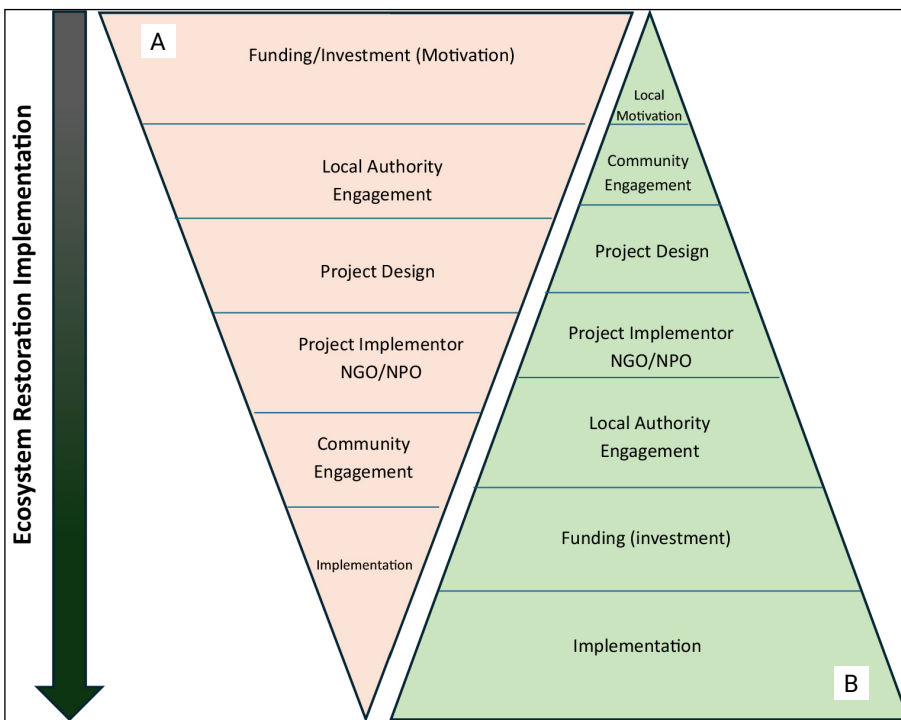 Ecosystem Restoration Implementation
A
Funding/Investment (Motivation)
Local Authority
Engagement
Project Design
Project Implementor
NGO/NPO
Community
Engagement
Implementation
Local
Motivation
Community
Engagement
Project Design
Project Implementor
NGO/NPO
Local Authority
Engagement
Funding (investment)
Implementation
B